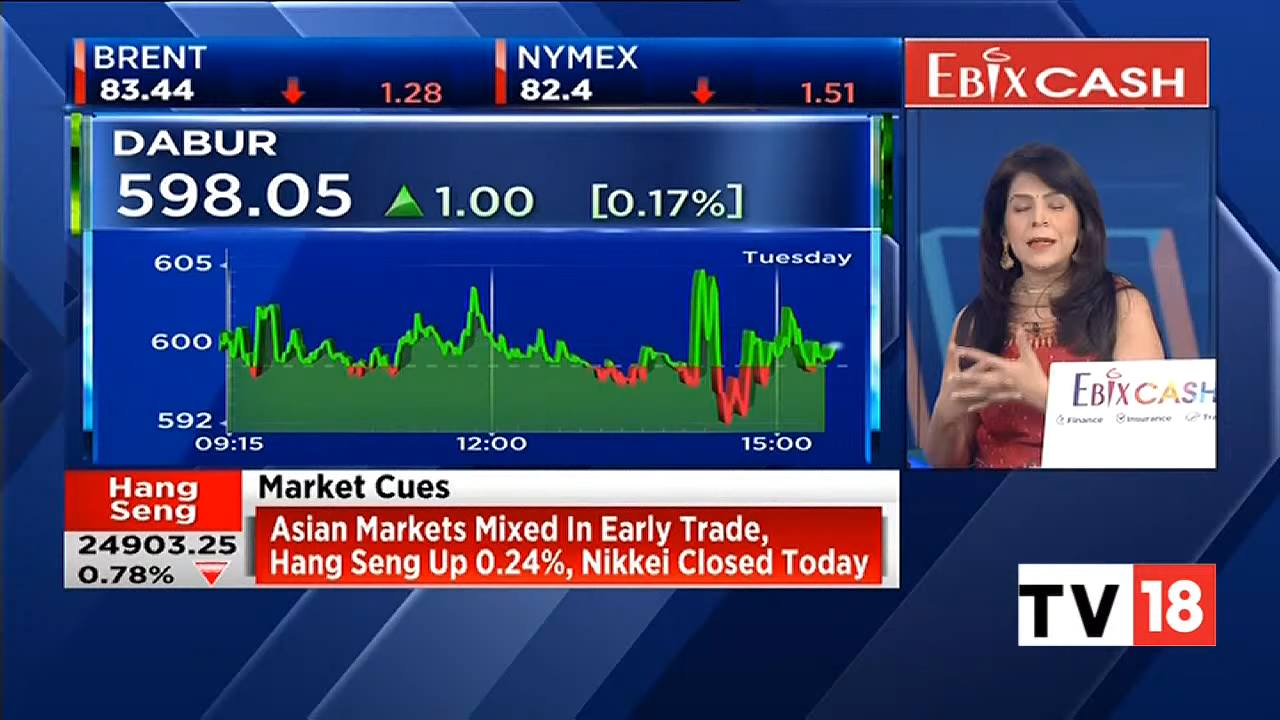 BRENT
83.44 1.28
NYMEX
82.4 1.51
EBIXCASH
DABUR
598.05 1.00 [0.17%]
Tuesday
605
600
592
09:15 12:00 15:00
EBIXCASH
Finance Insurance
Hang
Seng
24903.25
0.78%
Market Cues
Asian Markets Mixed In Early Trade,
Hang Seng Up 0.24%, Nikkei Closed Today
TV18